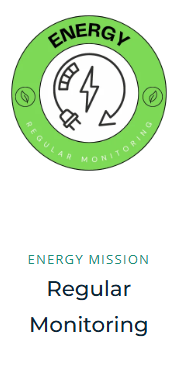 ENERGY
REGULAR MONITORING
ENERGY MISSION
Regular
Monitoring